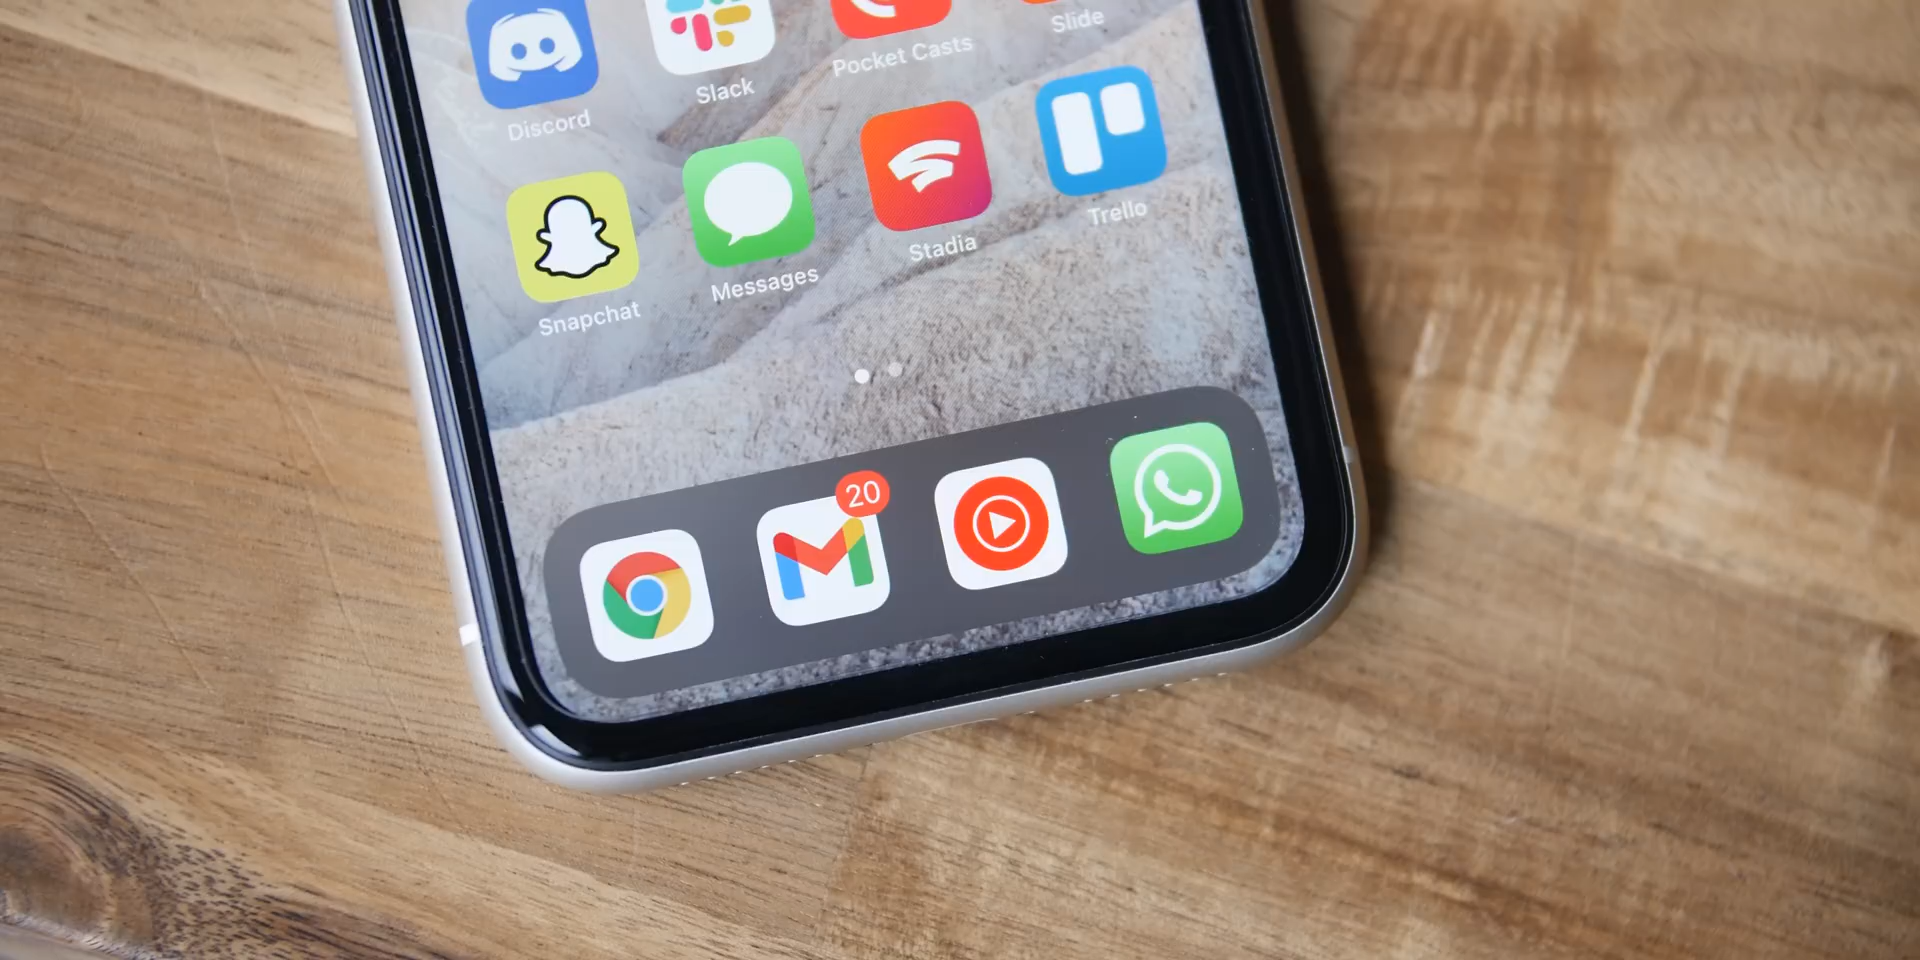 Discord
Slack
Pocket Casts
Slide
Snapchat
Messages
Stadia
Trello
20